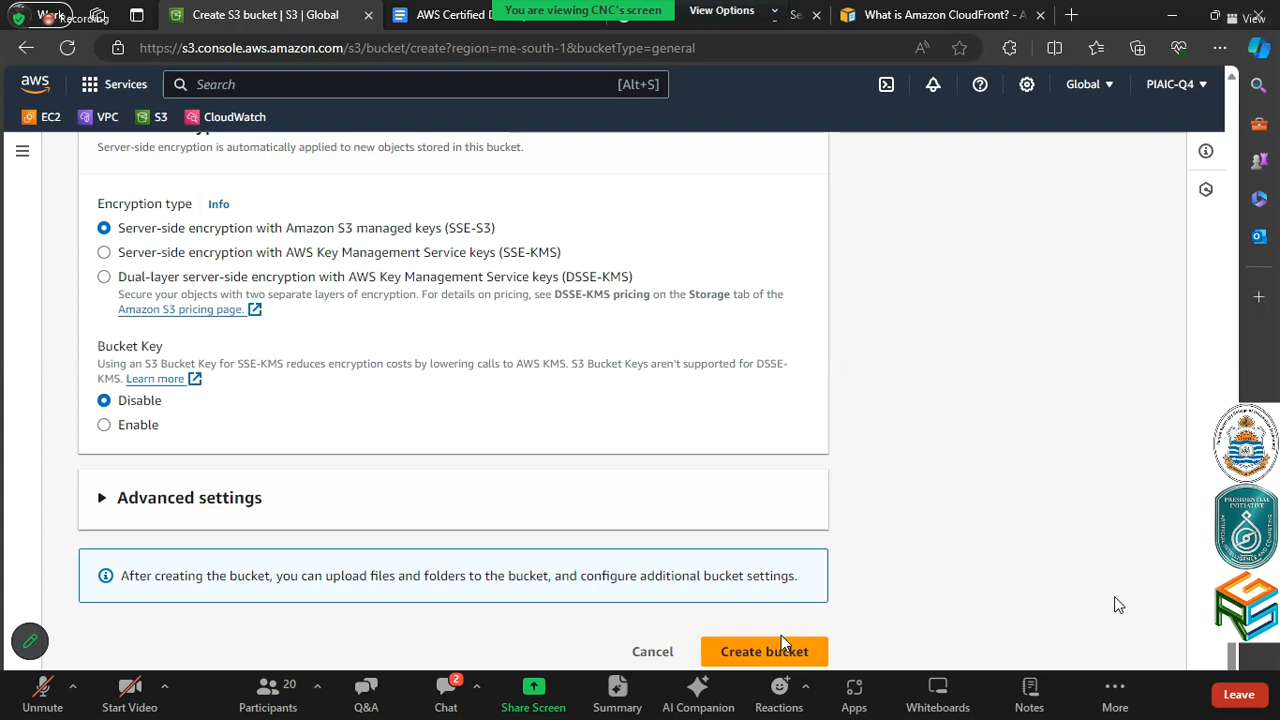 Work
Recording
Create S3 bucket | S3 | Global
AWS Certified D
You are viewing CNC's screen
View Options
Se
What is Amazon CloudFront? - A
View
https://s3.console.aws.amazon.com/s3/bucket/create?region=me-south-1&bucketType=general
aws
Services
Search
[Alt+S]
Global
PIAIC-Q4
EC2
VPC
S3
CloudWatch
Server-side encryption is automatically applied to new objects stored in this bucket.
Encryption type
Info
Server-side encryption with Amazon S3 managed keys (SSE-S3)
Server-side encryption with AWS Key Management Service keys (SSE-KMS)
Dual-layer server-side encryption with AWS Key Management Service keys (DSSE-KMS)
Secure your objects with two separate layers of encryption. For details on pricing, see DSSE-KMS pricing on the Storage tab of the
Amazon S3 pricing page.
Bucket Key
Using an S3 Bucket Key for SSE-KMS reduces encryption costs by lowering calls to AWS KMS. S3 Bucket Keys aren't supported for DSSE-
KMS. Learn more
Disable
Enable
Advanced settings
After creating the bucket, you can upload files and folders to the bucket, and configure additional bucket settings.
Cancel
Create bucket
PRESIDENTIAL
INITIATIVE
Unmute
Start Video
20
Participants
Q&A
2
Chat
Share Screen
Summary
AI Companion
Reactions
Apps
Whiteboards
Notes
More
Leave